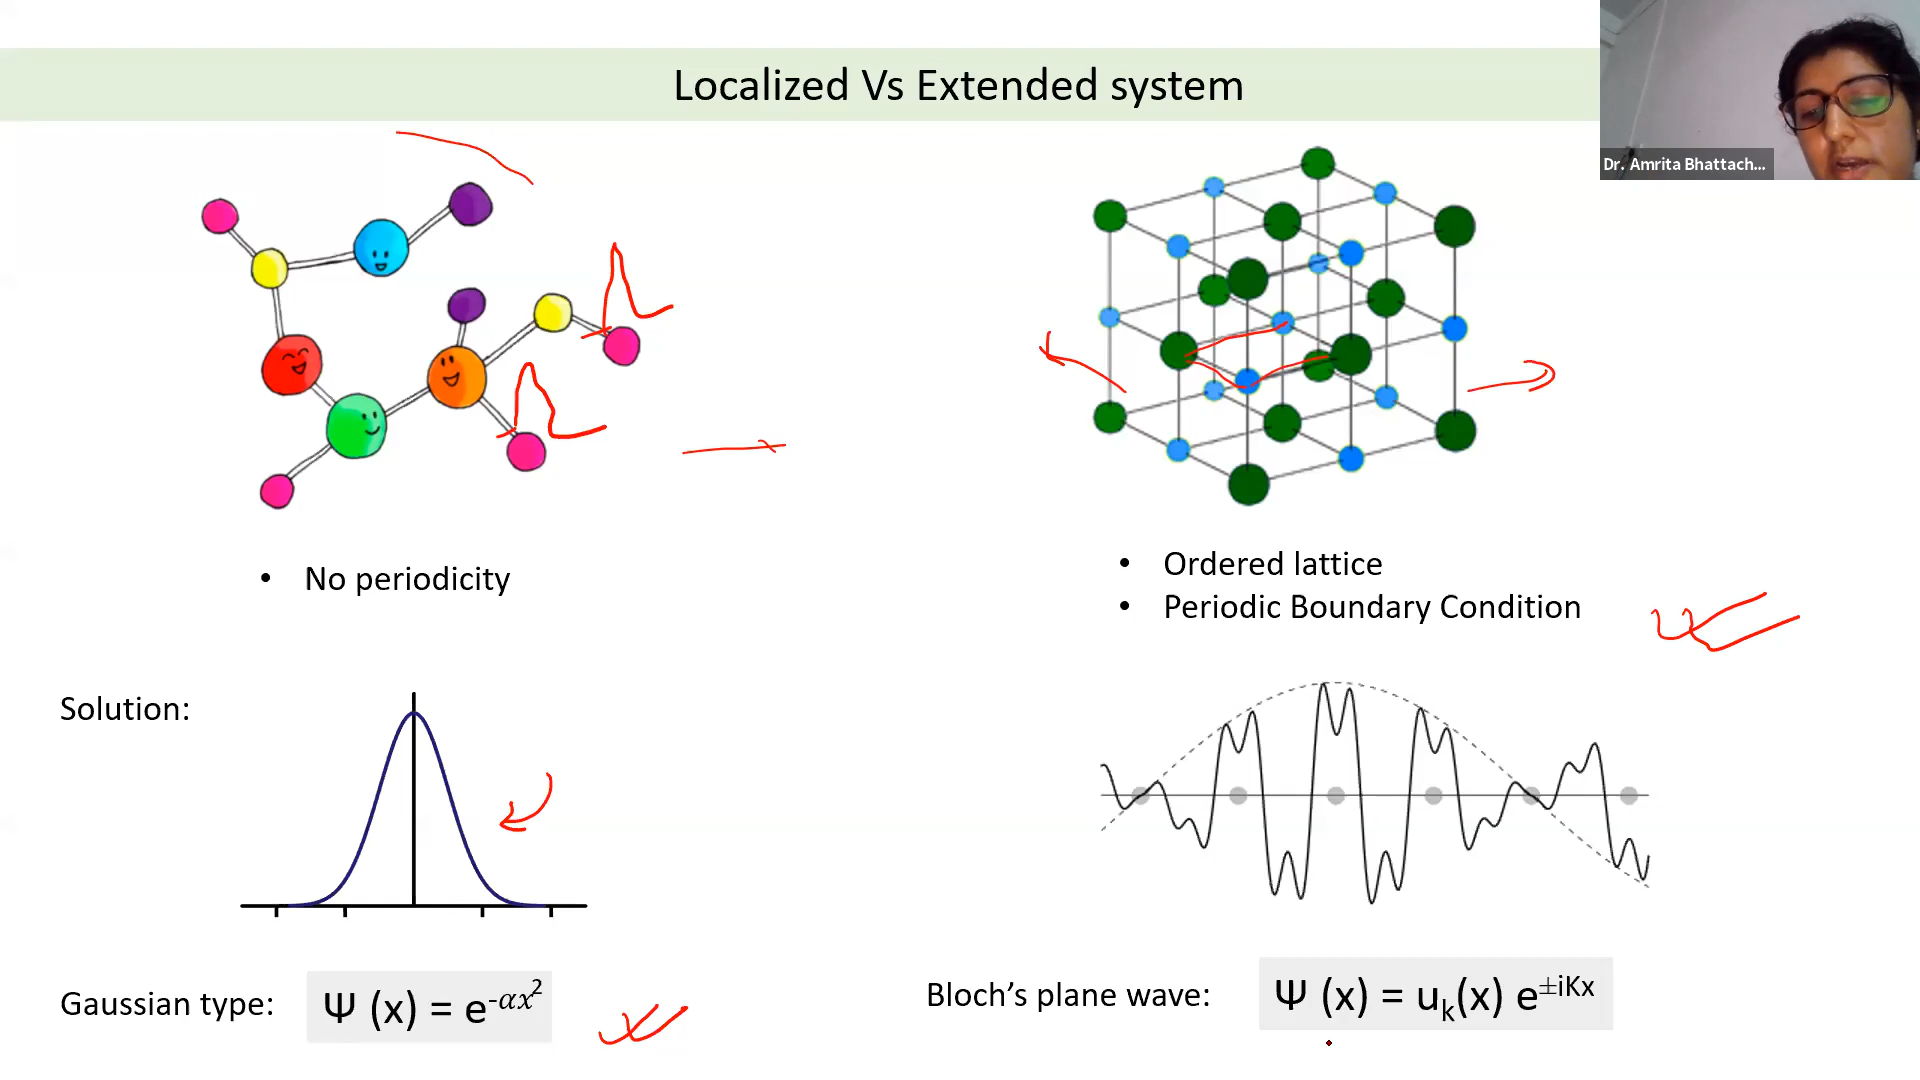 Localized Vs Extended system
Dr. Amrita Bhattach...
• No periodicity
• Ordered lattice
• Periodic Boundary Condition
Solution:
Gaussian type: Ψ (x) = e^-αx²
Bloch's plane wave: Ψ (x) = uₖ(x) e^±iKx